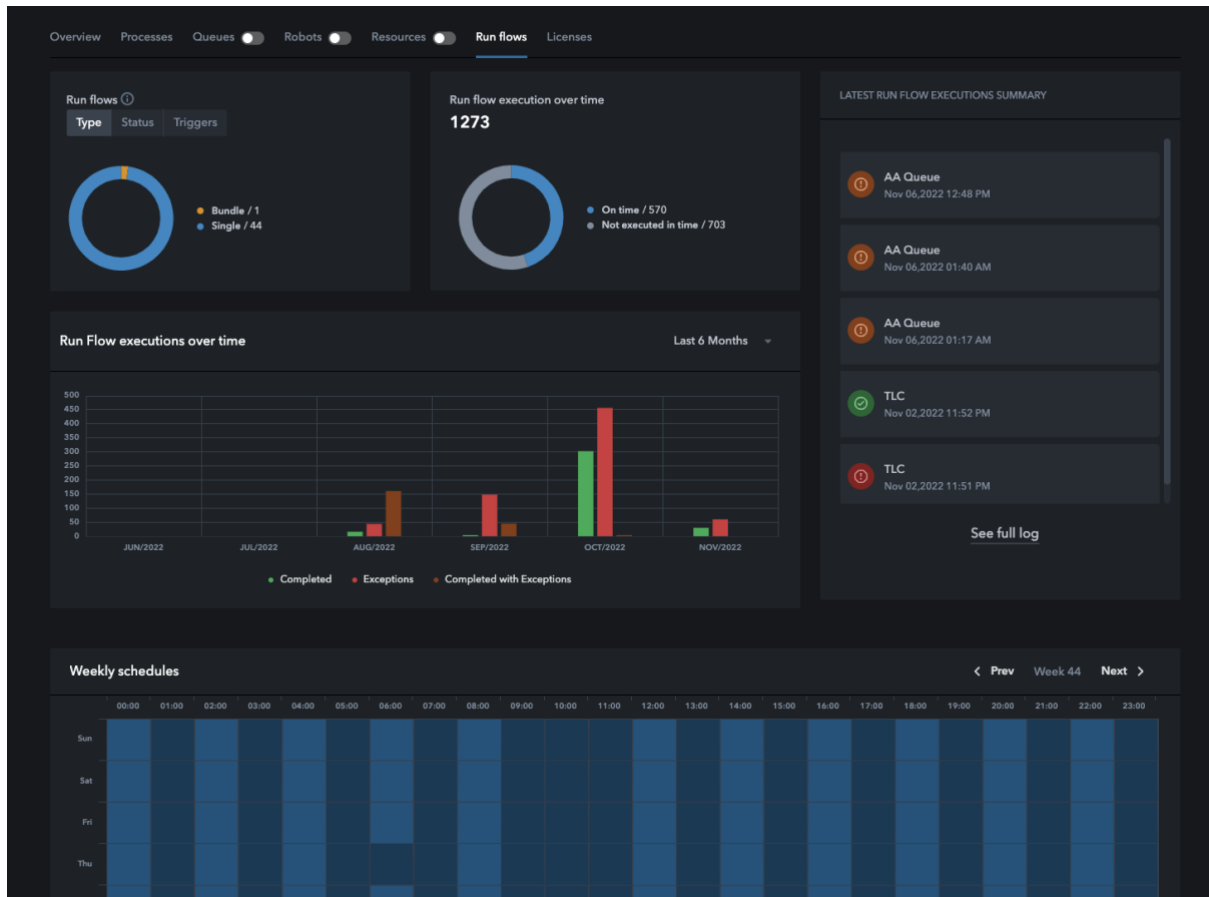 Overview Processes Queues Robots Resources Run flows Licenses
Run flows
Type Status Triggers
Bundle / 1
Single / 44
Run flow execution over time
1273
On time / 570
Not executed in time / 703
LATEST RUN FLOW EXECUTIONS SUMMARY
AA Queue
Nov 06,2022 12:48 PM
AA Queue
Nov 06,2022 01:40 AM
AA Queue
Nov 06,2022 01:17 AM
TLC
Nov 02,2022 11:52 PM
TLC
Nov 02,2022 11:51 PM
See full log
Run Flow executions over time Last 6 Months
500
450
400
350
300
250
200
150
100
50
0
JUN/2022 JUL/2022 AUG/2022 SEP/2022 OCT/2022 NOV/2022
Completed Exceptions Completed with Exceptions
Weekly schedules Prev Week 44 Next
00:00 01:00 02:00 03:00 04:00 05:00 06:00 07:00 08:00 09:00 10:00 11:00 12:00 13:00 14:00 15:00 16:00 17:00 18:00 19:00 20:00 21:00 22:00 23:00
Sun
Sat
Fri
Thu